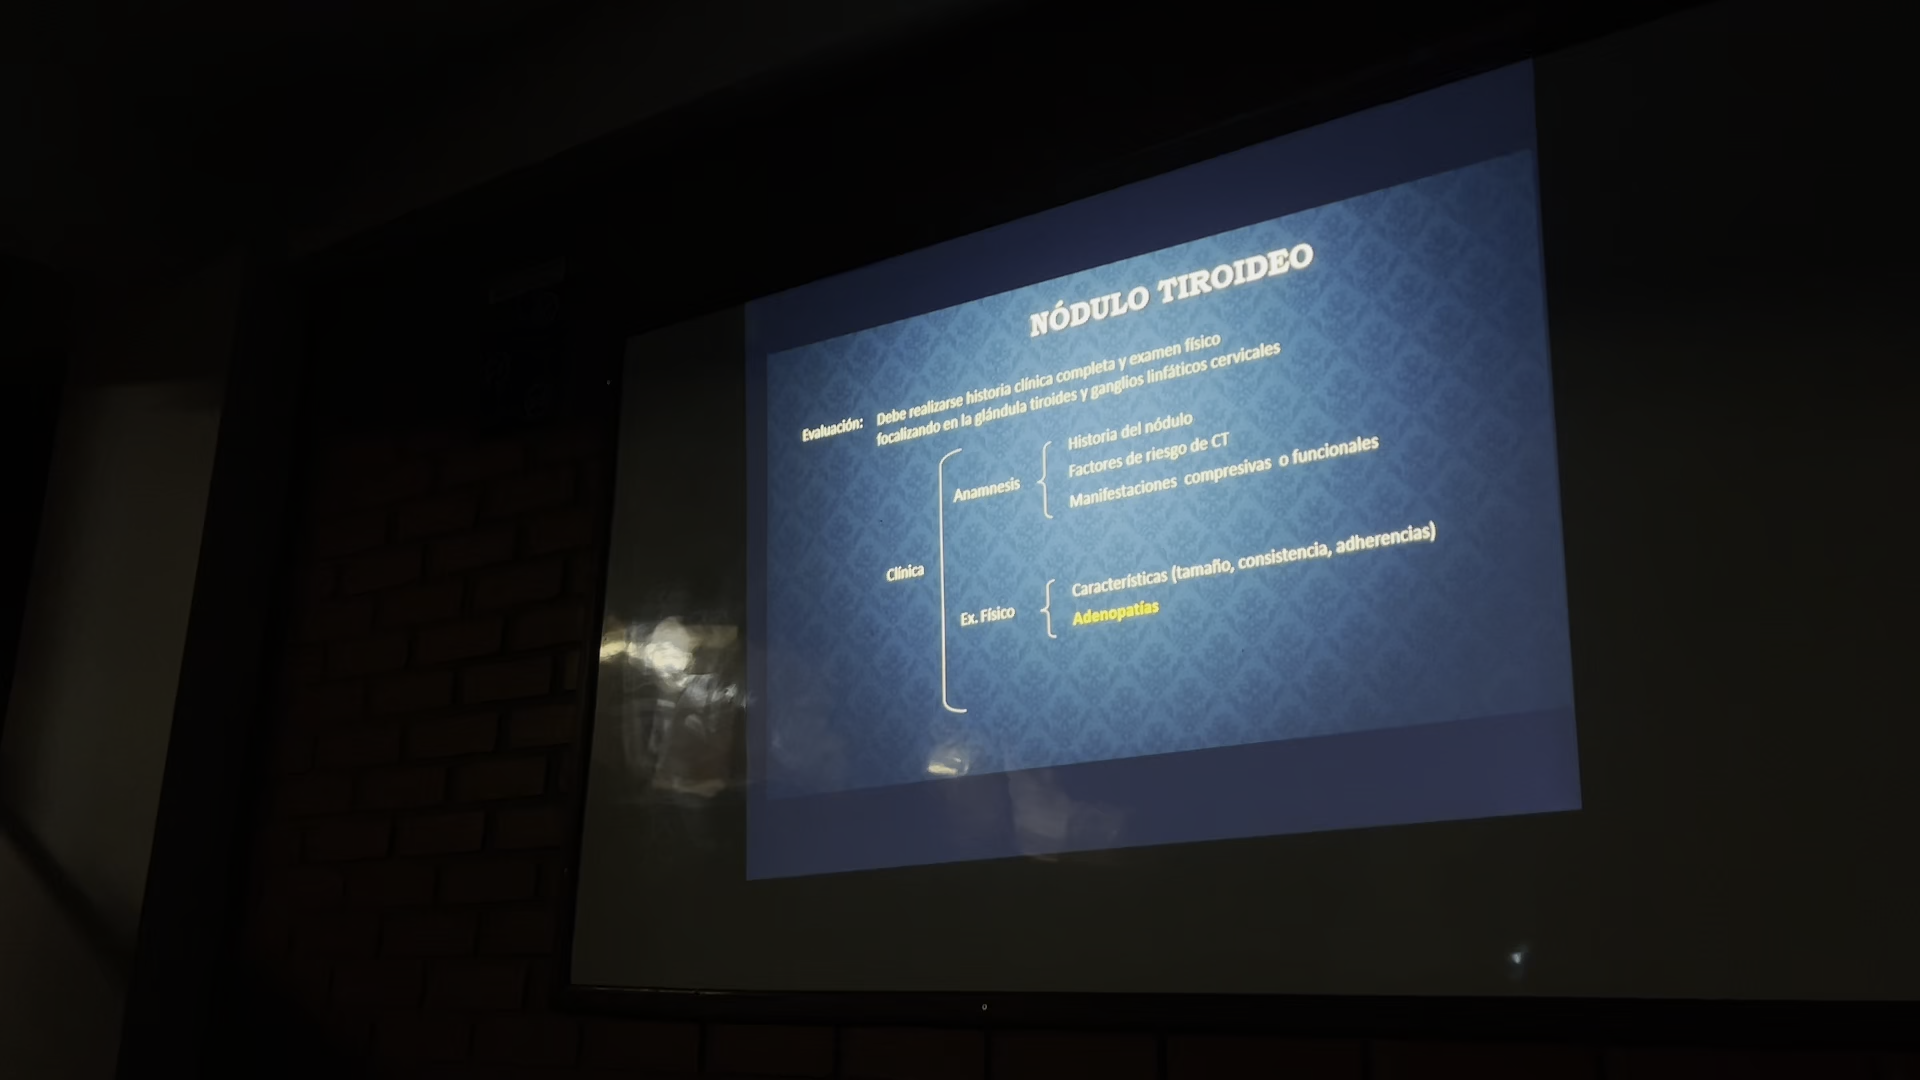 NÓDULO TIROIDEO
Evaluación: Debe realizarse historia clínica completa y examen físico
focalizando en la glándula tiroides y ganglios linfáticos cervicales
Clínica
Anamnesis
Historia del nódulo
Factores de riesgo de CT
Manifestaciones compresivas o funcionales
Ex. Físico
Características (tamaño, consistencia, adherencias)
Adenopatías